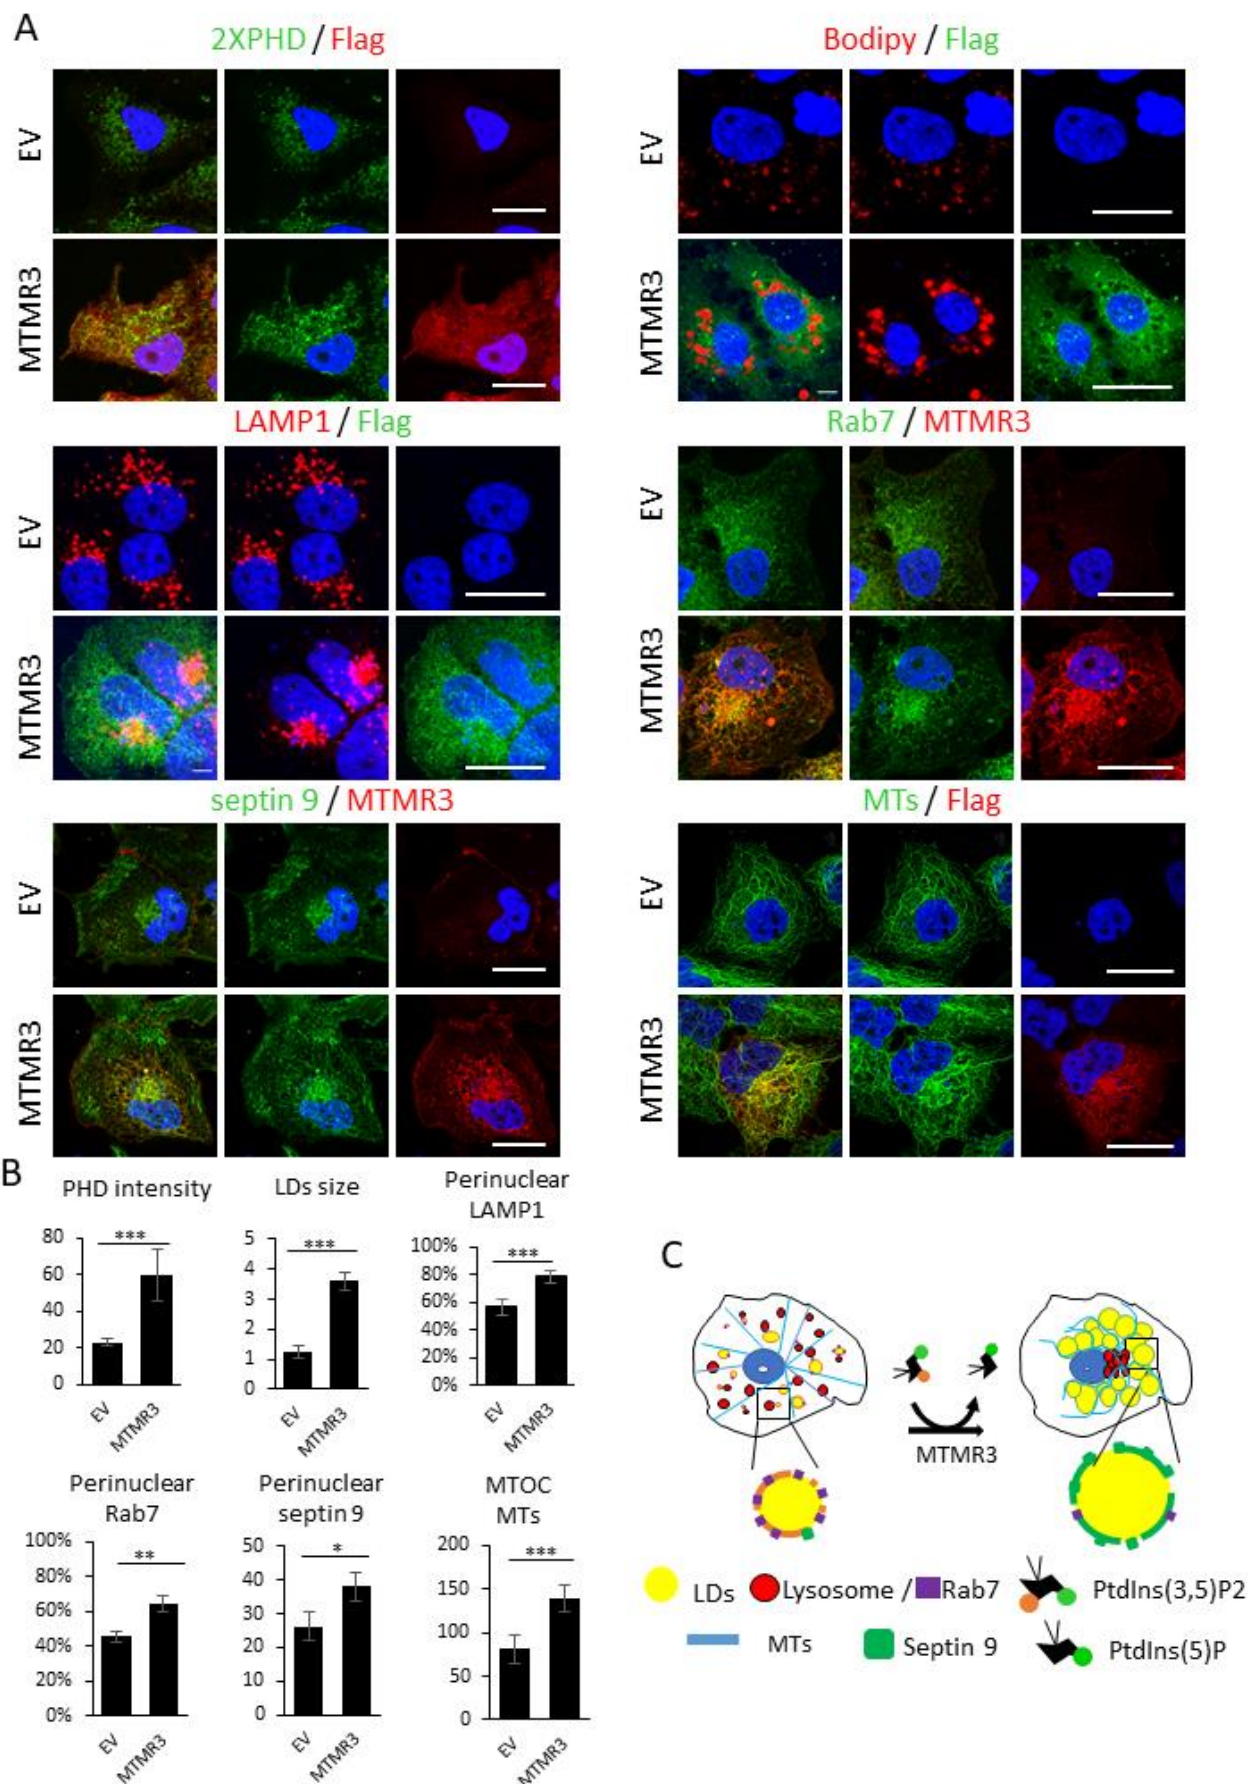 A
2XPHD / Flag
Bodipy / Flag
EV
EV
MTMR3
MTMR3
LAMP1 / Flag
Rab7 / MTMR3
EV
EV
MTMR3
MTMR3
septin 9 / MTMR3
MTs / Flag
EV
EV
MTMR3
MTMR3
B
PHD intensity
80
60
40
20
0
***
EV
MTMR3
LDs size
5
4
3
2
1
0
***
EV
MTMR3
Perinuclear
LAMP1
100%
80%
60%
40%
20%
0%
***
EV
MTMR3
Perinuclear
Rab7
100%
80%
60%
40%
20%
0%
**
EV
MTMR3
Perinuclear
septin 9
50
40
30
20
10
0
*
EV
MTMR3
MTOC
MTs
200
150
100
50
0
***
EV
MTMR3
C
MTMR3
LDs
Lysosome / Rab7
PtdIns(3,5)P2
MTs
Septin 9
PtdIns(5)P